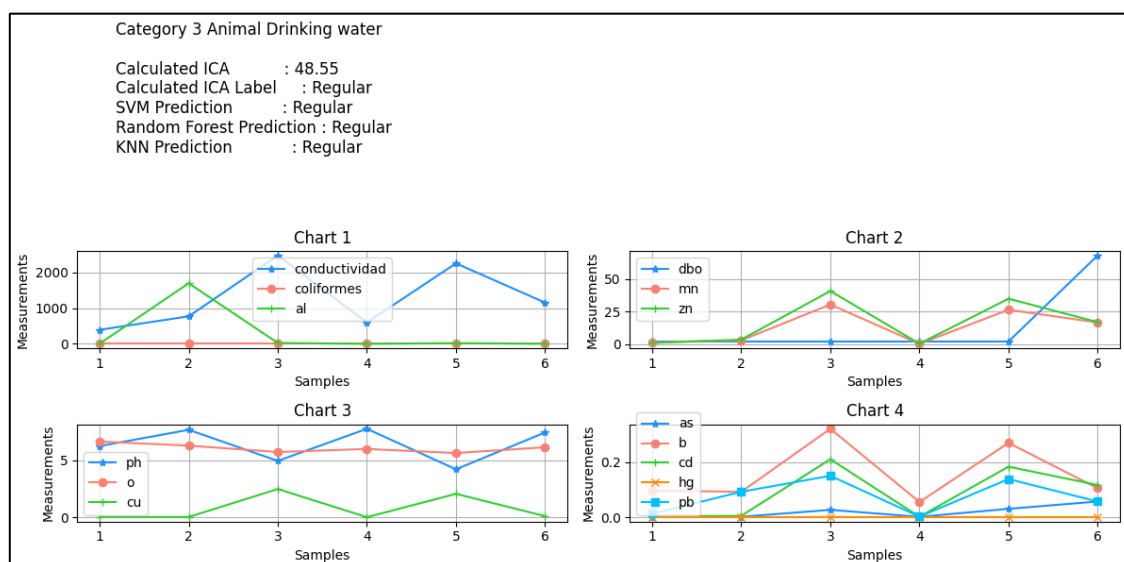 Category 3 Animal Drinking water
Calculated ICA : 48.55
Calculated ICA Label : Regular
SVM Prediction : Regular
Random Forest Prediction : Regular
KNN Prediction : Regular
Chart 1
Measurements
2000
1000
0
conductividad
coliformes
al
1 2 3 4 5 6
Samples
Chart 2
Measurements
50
25
0
dbo
mn
zn
1 2 3 4 5 6
Samples
Chart 3
Measurements
5
0
ph
o
cu
1 2 3 4 5 6
Samples
Chart 4
Measurements
0.2
0.0
as
b
cd
hg
pb
1 2 3 4 5 6
Samples